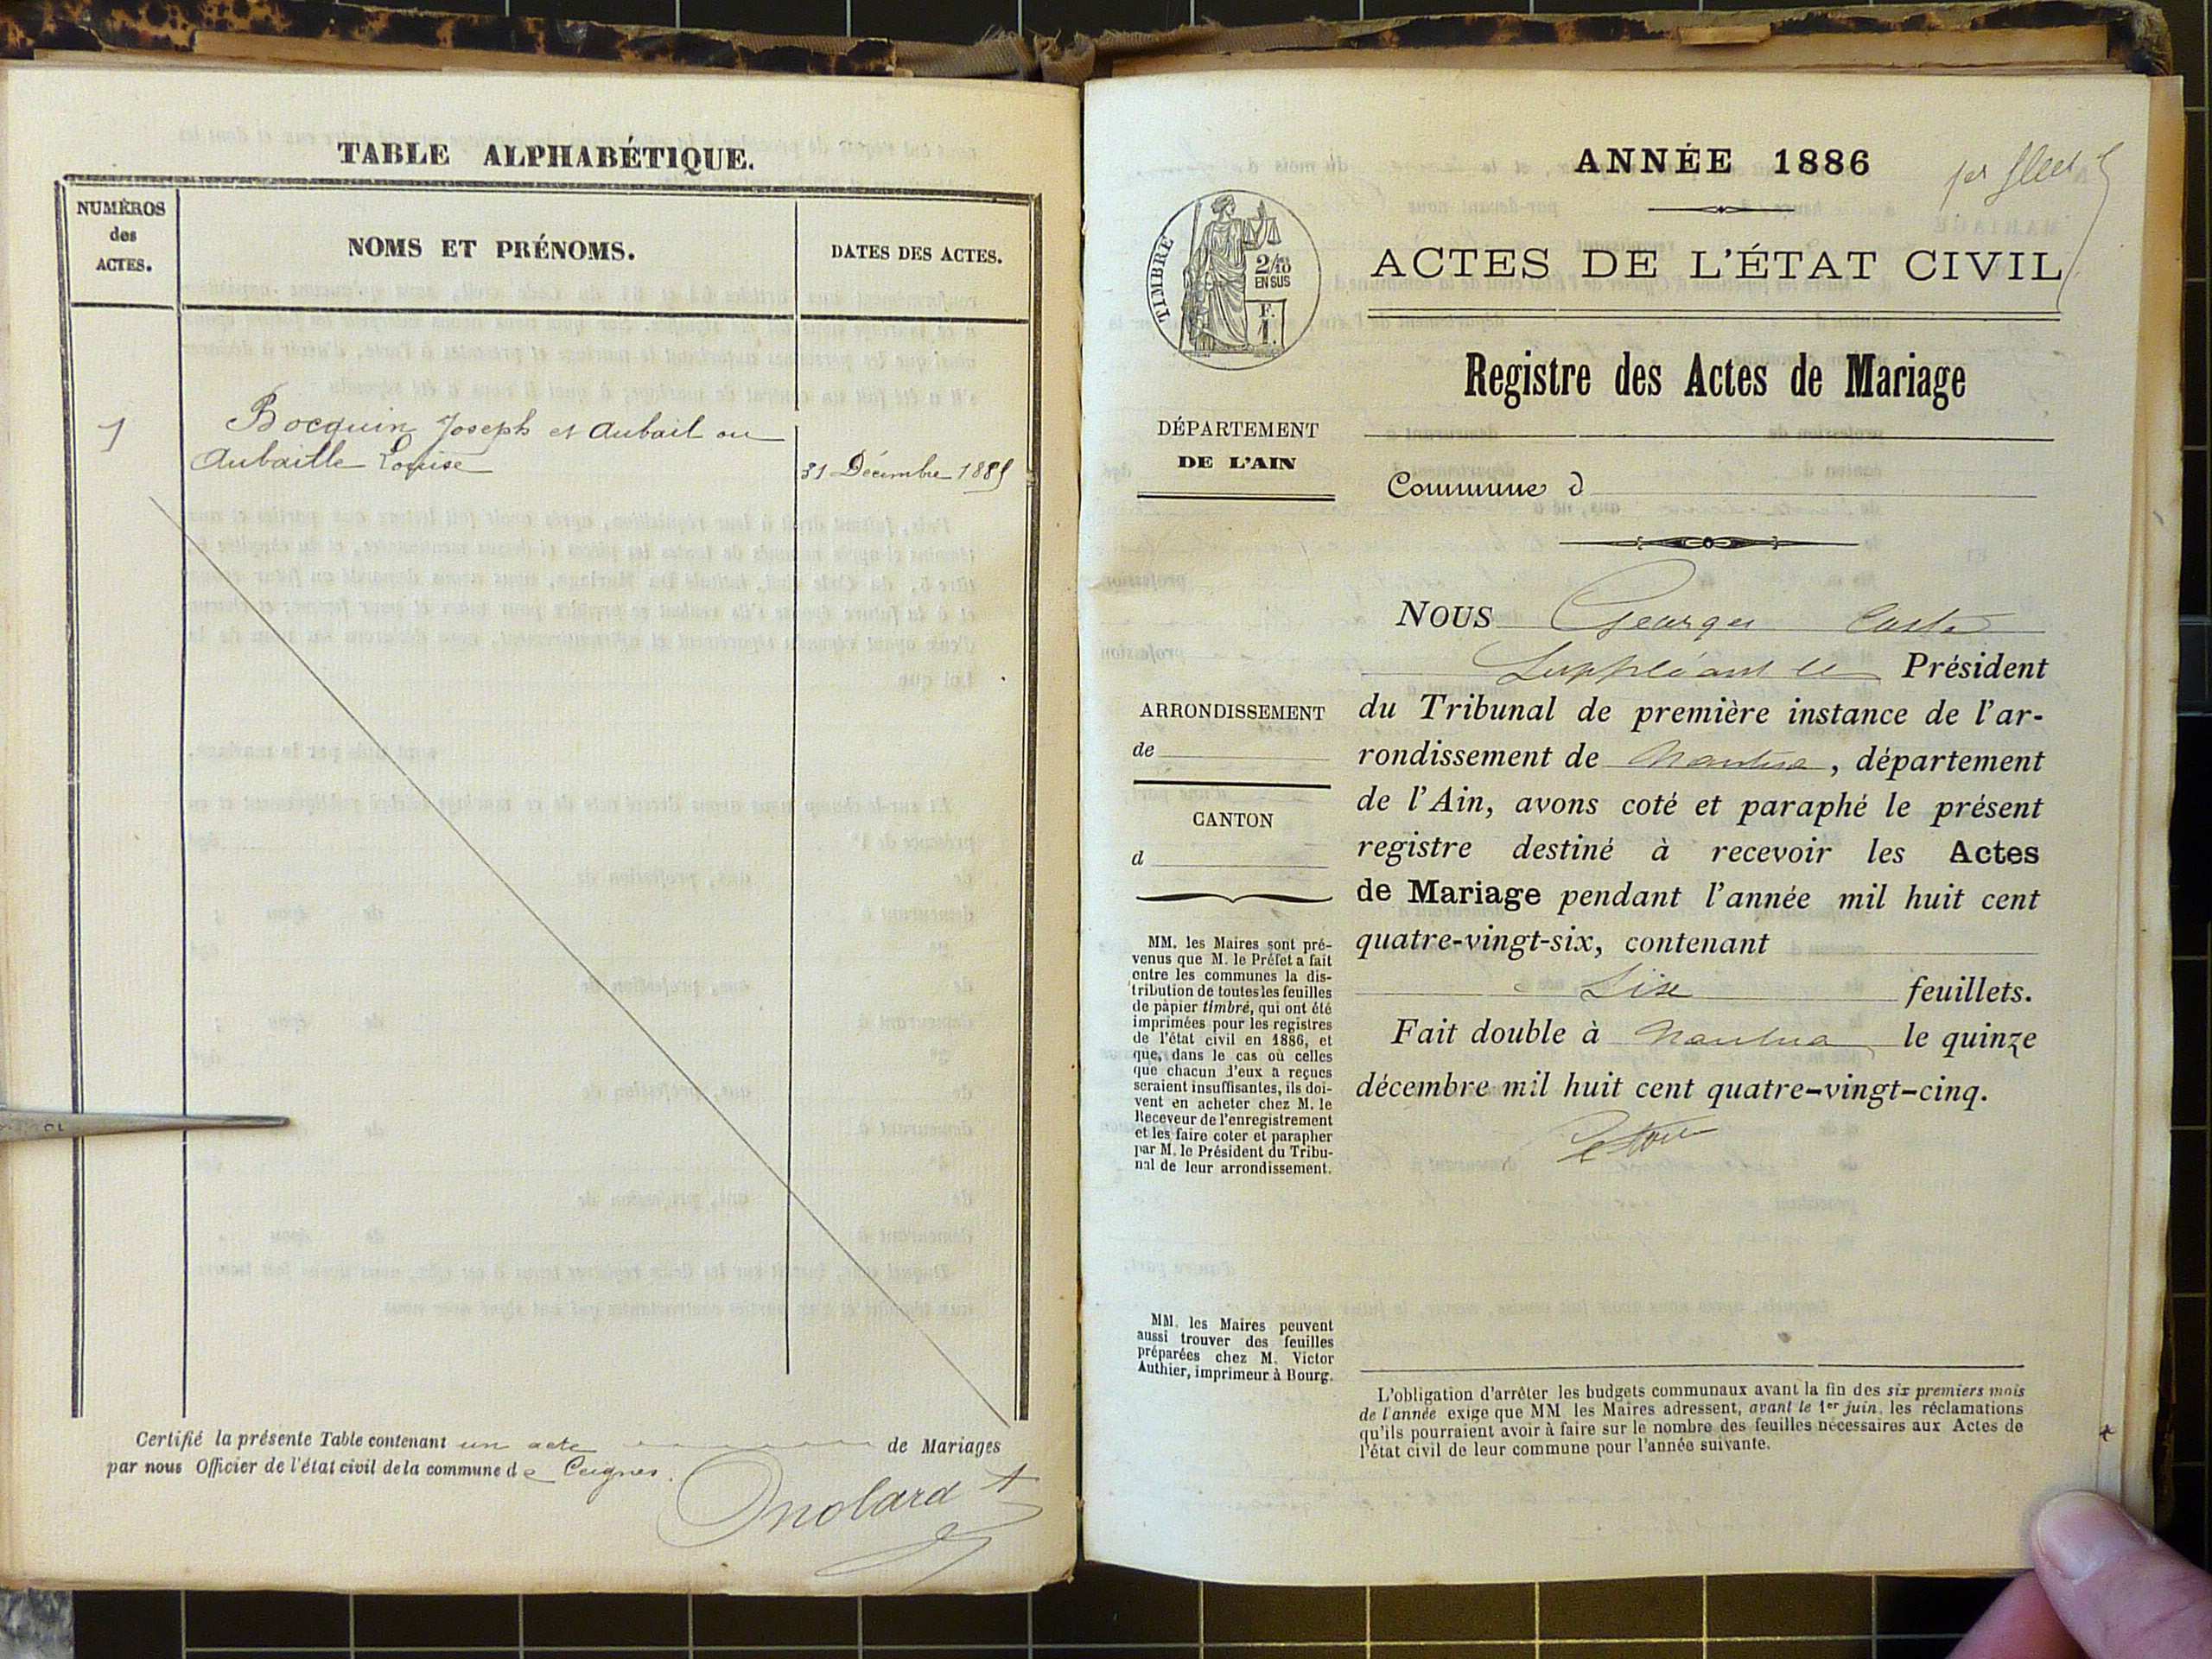 TABLE ALPHABÉTIQUE.
NUMÉROS
des
ACTES.
NOMS ET PRÉNOMS.
DATES DES ACTES.
1
Bocquin Joseph et Aubail ou
Aubaille Louise
31 Décembre 1885
Certifié la présente Table contenant un acte de Mariages
par nous Officier de l'état civil de la commune de Ceignes.
ANNÉE 1886
TIMBRE
2/10
EN SUS
F.
1.
ACTES DE L'ÉTAT CIVIL
Registre des Actes de Mariage
DÉPARTEMENT
DE L'AIN
Commune d
NOUS Georges
Suppléant le Président
du Tribunal de première instance de l'ar-
rondissement de Nantua, département
de l'Ain, avons coté et paraphé le présent
registre destiné à recevoir les Actes
de Mariage pendant l'année mil huit cent
quatre-vingt-six, contenant
Six feuillets.
Fait double à Nantua, le quinze
décembre mil huit cent quatre-vingt-cinq.
ARRONDISSEMENT
de
CANTON
d
MM. les Maires sont pré-
venus que M. le Préfet a fait
entre les communes la dis-
tribution de toutes les feuilles
de papier timbré, qui ont été
imprimées pour les registres
de l'état civil en 1886, et
que, dans le cas où celles
que chacun d'eux a reçues
seraient insuffisantes, ils doi-
vent en acheter chez M. le
Receveur de l'enregistrement
et les faire coter et parapher
par M. le Président du Tribu-
nal de leur arrondissement.
MM. les Maires peuvent
aussi trouver des feuilles
préparées chez M. Victor
Authier, imprimeur à Bourg.
L'obligation d'arrêter les budgets communaux avant la fin des six premiers mois
de l'année exige que MM. les Maires adressent, avant le 1er juin, les réclamations
qu'ils pourraient avoir à faire sur le nombre des feuilles nécessaires aux Actes de
l'état civil de leur commune pour l'année suivante.